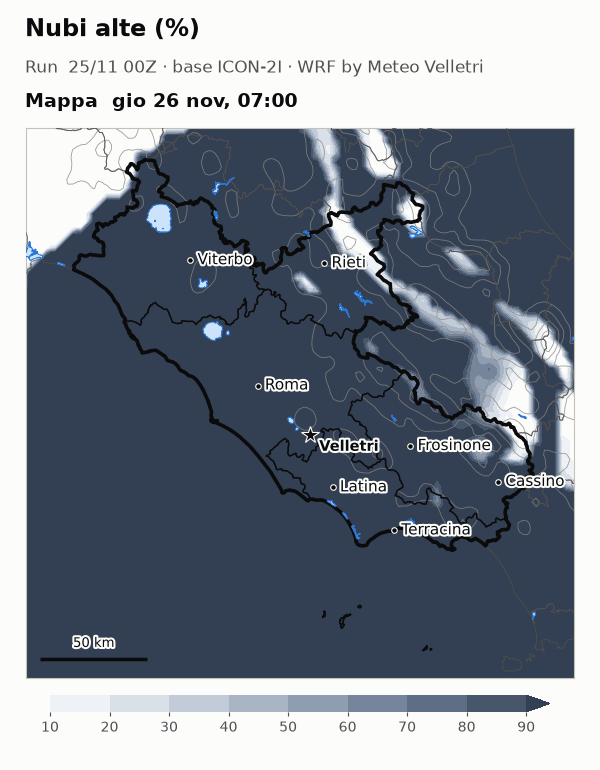 Nubi alte (%)
Run 25/11 00Z · base ICON-2I · WRF by Meteo Velletri
Mappa gio 26 nov, 07:00
Viterbo
Rieti
Roma
Velletri
Frosinone
Cassino
Latina
Terracina
50 km
10 20 30 40 50 60 70 80 90